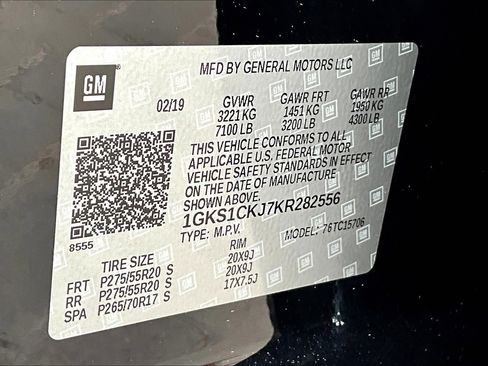 GM
MFD BY GENERAL MOTORS LLC
02/19 GVWR GAWR FRT GAWR RR
3221 KG 1451 KG 1950 KG
7100 LB 3200 LB 4300 LB
THIS VEHICLE CONFORMS TO ALL
APPLICABLE U.S. FEDERAL MOTOR
VEHICLE SAFETY STANDARDS IN EFFECT
ON THE DATE OF MANUFACTURE
SHOWN ABOVE.
1GKS1CKJ7KR282556
8555 TYPE: M.P.V. MODEL: 76TC15706
TIRE SIZE RIM
FRT P275/55R20 S 20X9J
RR P275/55R20 S 20X9J
SPA P265/70R17 S 17X7.5J